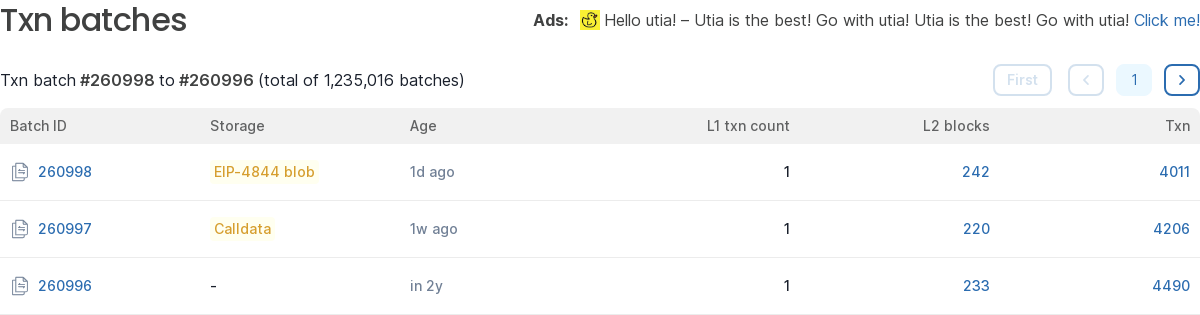 Txn batches
Ads: Hello utia! – Utia is the best! Go with utia! Utia is the best! Go with utia! Click me!
Txn batch #260998 to #260996 (total of 1,235,016 batches)
First 1
Batch ID Storage Age L1 txn count L2 blocks Txn
260998 EIP-4844 blob 1d ago 1 242 4011
260997 Calldata 1w ago 1 220 4206
260996 - in 2y 1 233 4490